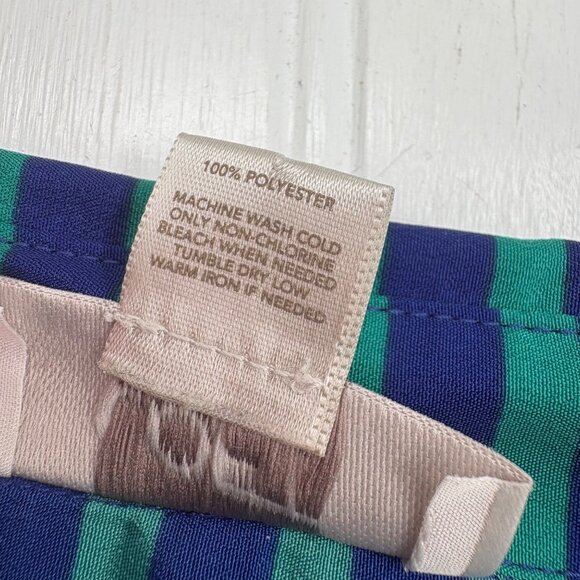 100% POLYESTER
MACHINE WASH COLD
ONLY NON-CHLORINE
BLEACH WHEN NEEDED
TUMBLE DRY LOW
WARM IRON IF NEEDED